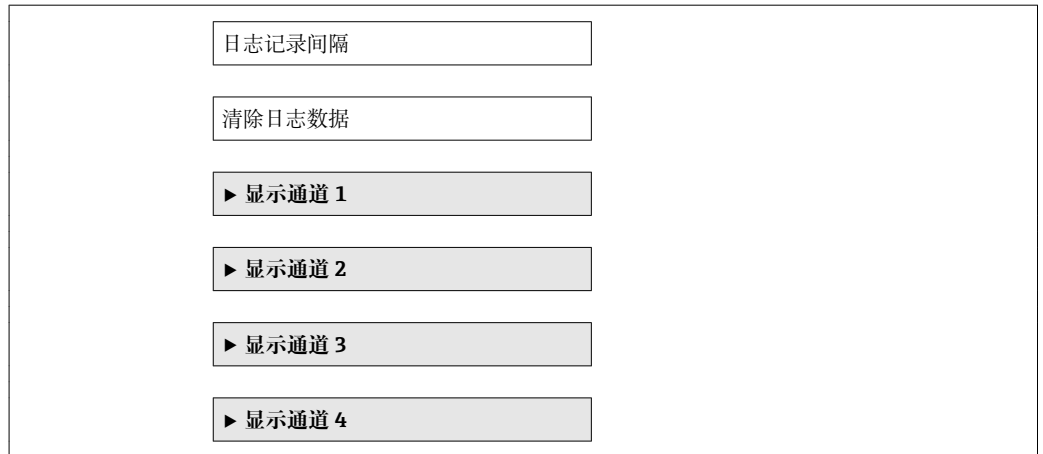 日志记录间隔
清除日志数据
▶ 显示通道 1
▶ 显示通道 2
▶ 显示通道 3
▶ 显示通道 4